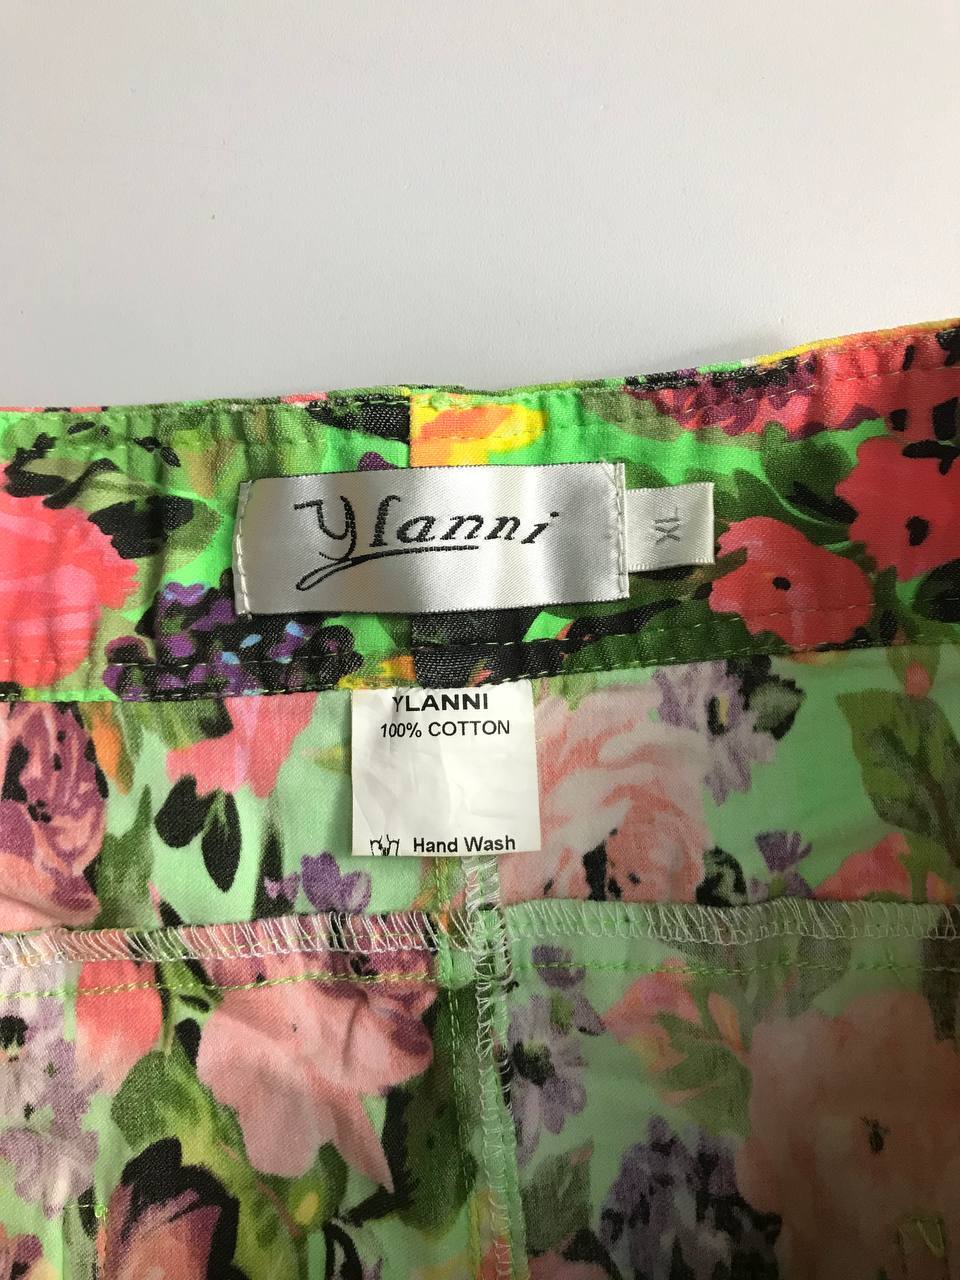 Ylanni
XL
YLANNI
100% COTTON
Hand Wash